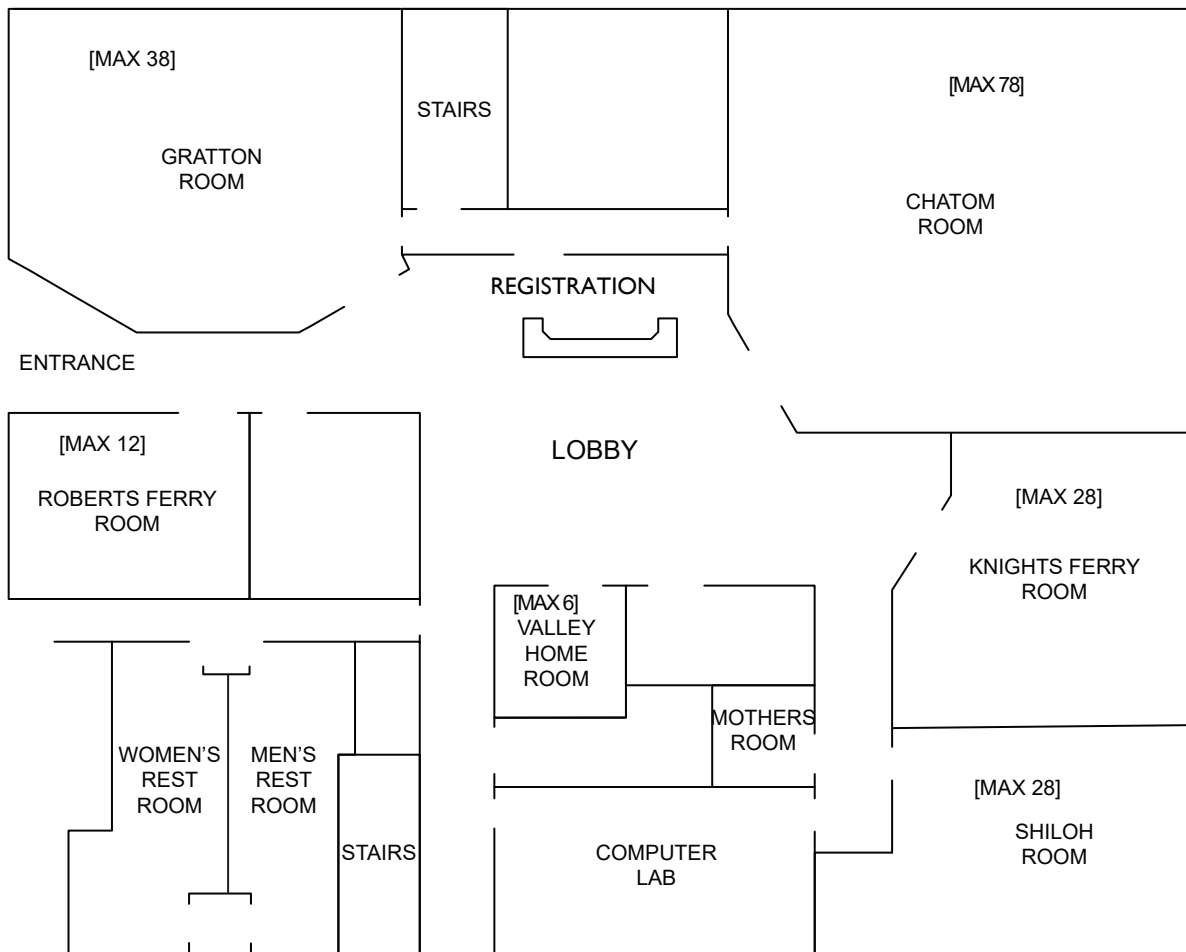 [MAX 38]
GRATTON
ROOM
STAIRS
[MAX 78]
CHATOM
ROOM
REGISTRATION
ENTRANCE
LOBBY
[MAX 12]
ROBERTS FERRY
ROOM
[MAX 28]
KNIGHTS FERRY
ROOM
[MAX 6]
VALLEY
HOME
ROOM
MOTHERS
ROOM
WOMEN'S
REST
ROOM
MEN'S
REST
ROOM
STAIRS
COMPUTER
LAB
[MAX 28]
SHILOH
ROOM